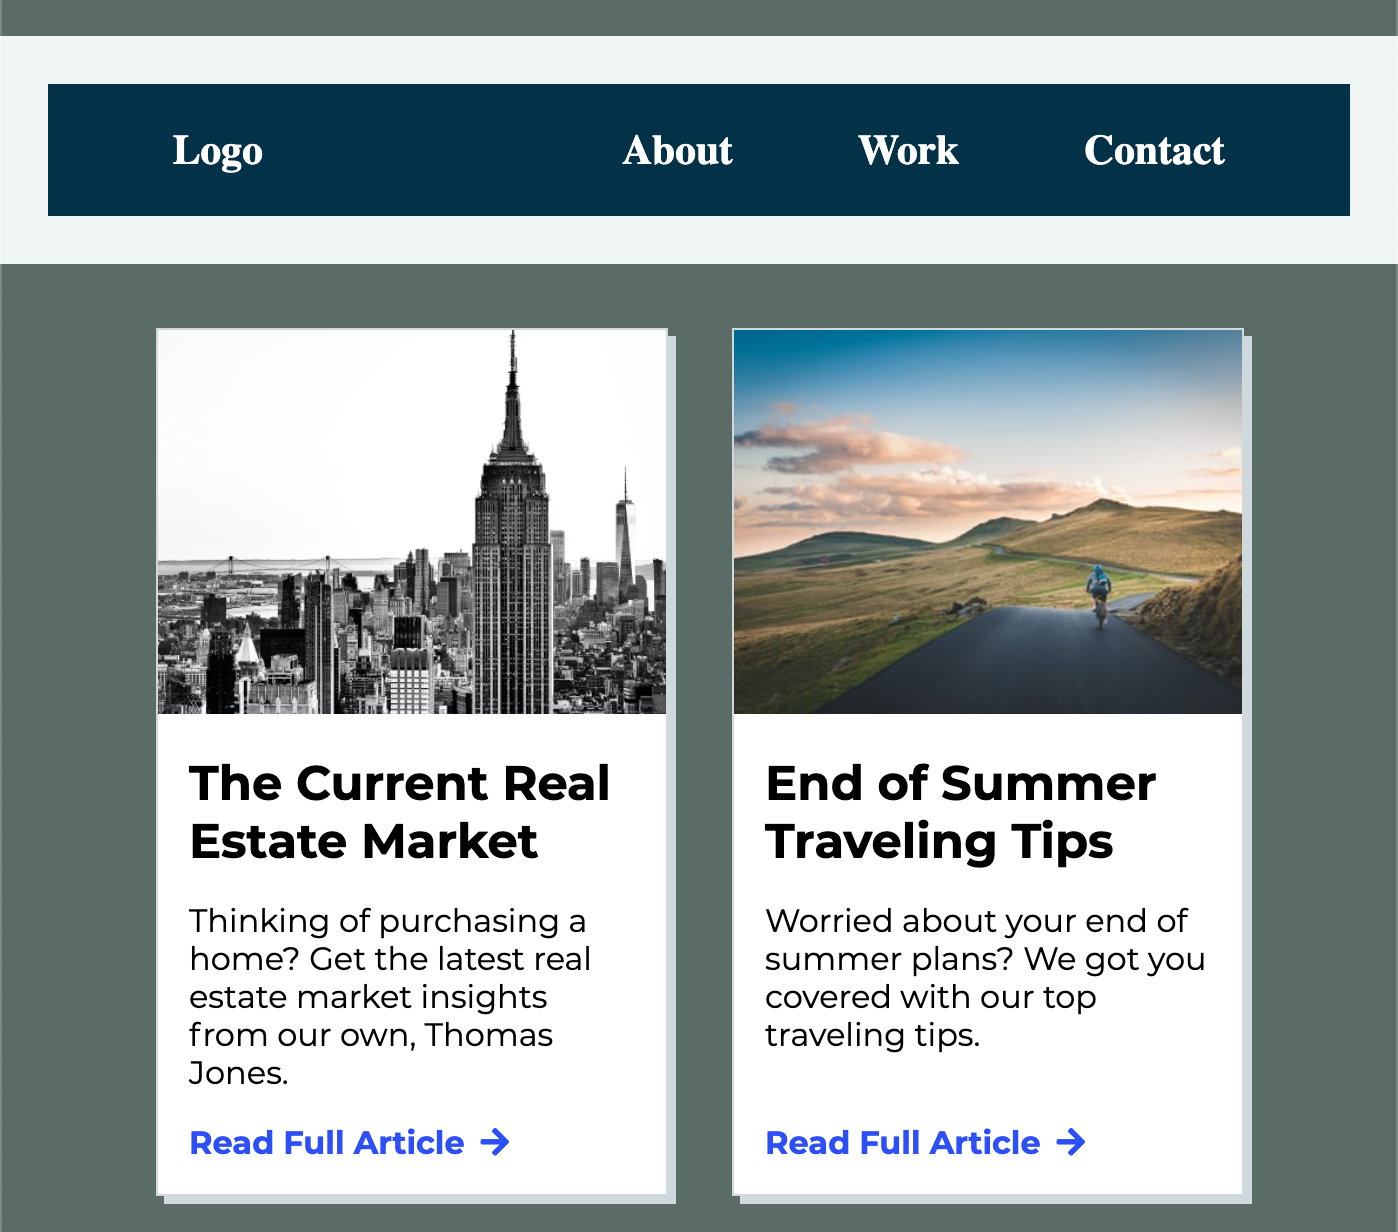 Logo About Work Contact
The Current Real
Estate Market
Thinking of purchasing a
home? Get the latest real
estate market insights
from our own, Thomas
Jones.
Read Full Article
End of Summer
Traveling Tips
Worried about your end of
summer plans? We got you
covered with our top
traveling tips.
Read Full Article